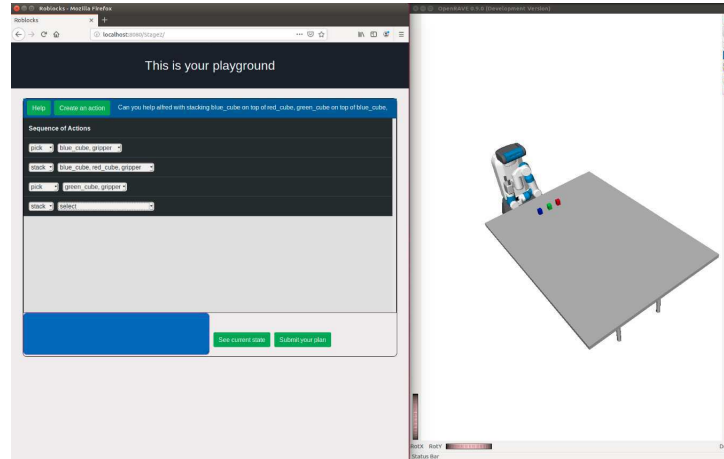 Roblocks - Mozilla Firefox
Roblocks × +
localhost:8080/Stage2/
This is your playground
Help Create an action Can you help alfred with stacking blue_cube on top of red_cube, green_cube on top of blue_cube,
Sequence of Actions
pick blue_cube, gripper
stack blue_cube, red_cube, gripper
pick green_cube, gripper
stack select
See current state Submit your plan
OpenRAVE 0.9.0 (Development Version)
RotX RotY D
Status Bar